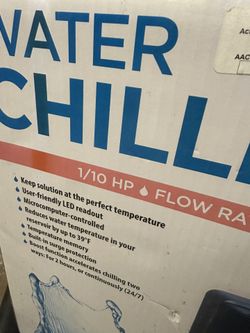 WATER
CHILL
1/10 HP FLOW RA
• Keep solution at the perfect temperature
• User-friendly LED readout
• Microcomputer-controlled
• Reduces water temperature in your
reservoir by up to 39°F
• Temperature memory
• Built-in surge protection
• Boost function accelerates chilling two
ways: For 2 hours, or continuously (24/7)
AAC